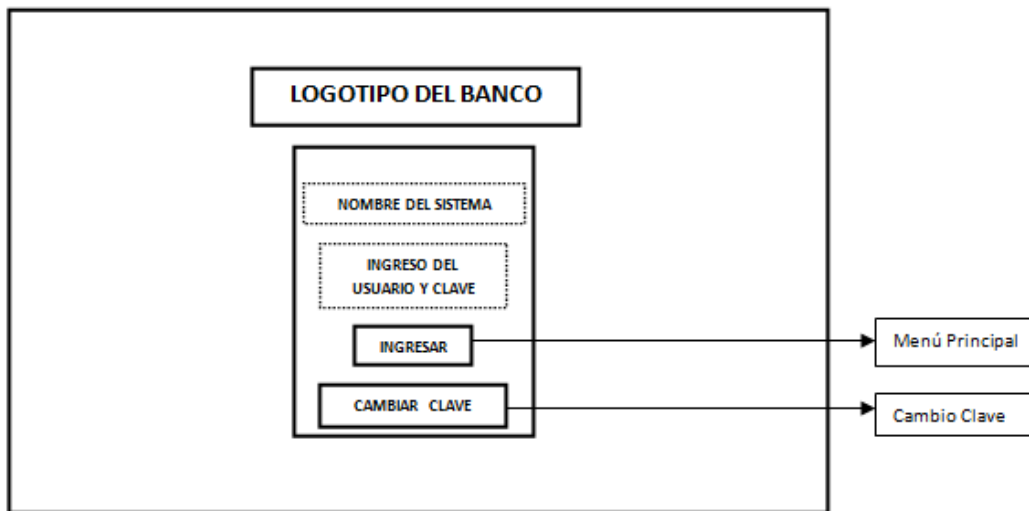 LOGOTIPO DEL BANCO
NOMBRE DEL SISTEMA
INGRESO DEL
USUARIO Y CLAVE
INGRESAR
Menú Principal
CAMBIAR CLAVE
Cambio Clave